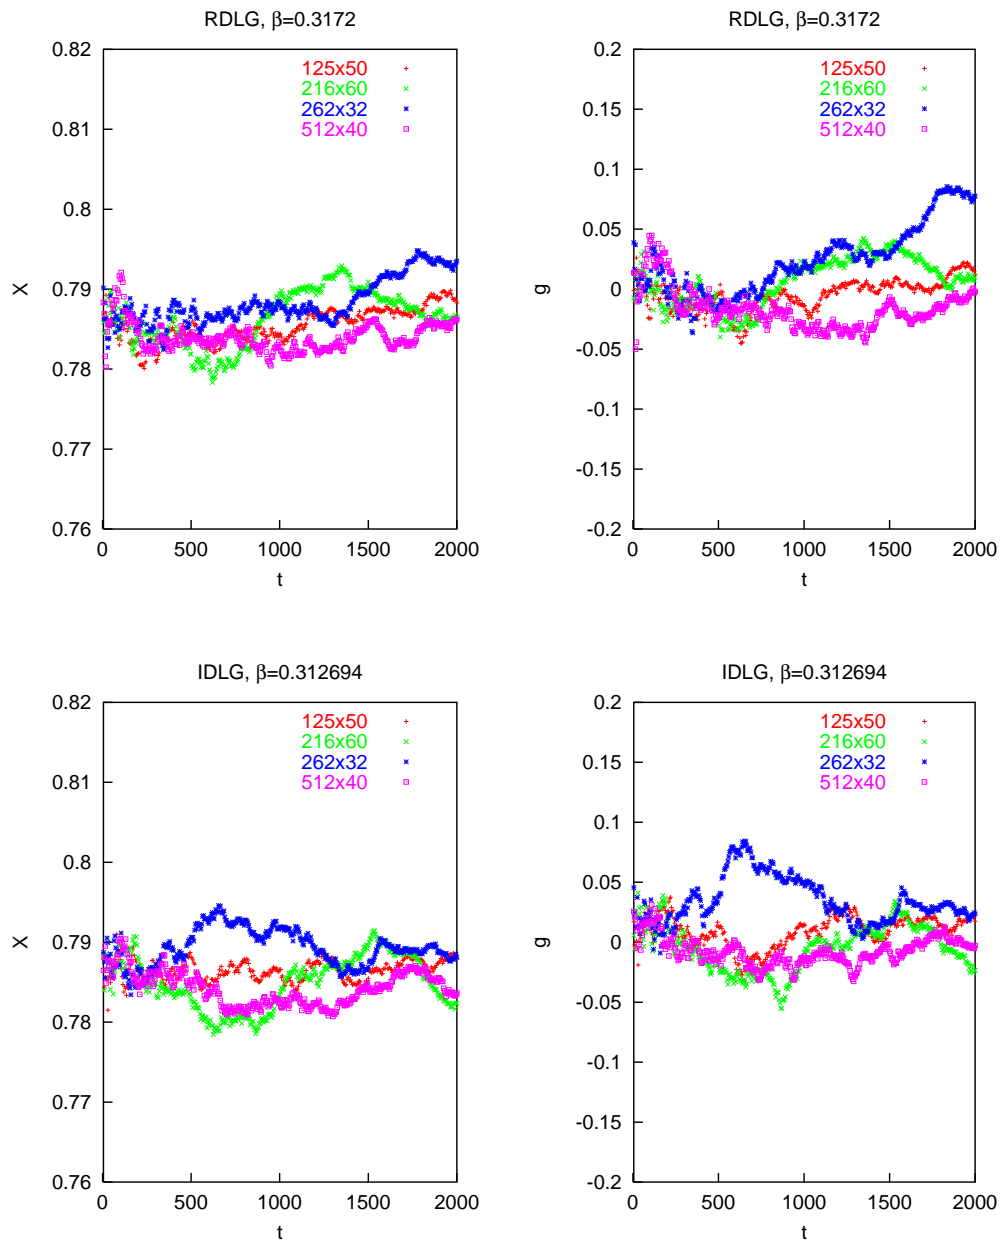 RDLG, β=0.3172
0.82
0.81
0.8
0.79
0.78
0.77
0.76
X
125x50
216x60
262x32
512x40
0
500
1000
1500
2000
t
RDLG, β=0.3172
0.2
0.15
0.1
0.05
0
-0.05
-0.1
-0.15
-0.2
g
125x50
216x60
262x32
512x40
0
500
1000
1500
2000
t
IDLG, β=0.312694
0.82
0.81
0.8
0.79
0.78
0.77
0.76
X
125x50
216x60
262x32
512x40
0
500
1000
1500
2000
t
IDLG, β=0.312694
0.2
0.15
0.1
0.05
0
-0.05
-0.1
-0.15
-0.2
g
125x50
216x60
262x32
512x40
0
500
1000
1500
2000
t